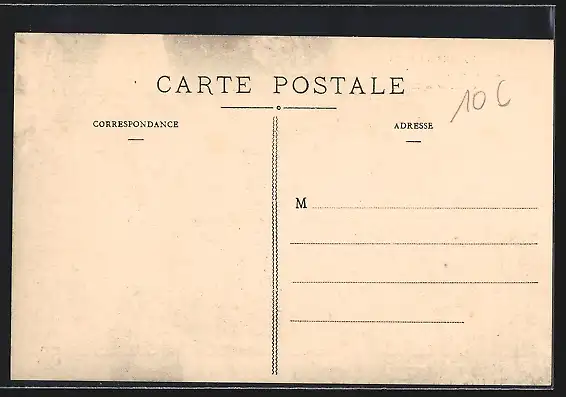 CARTE POSTALE
10 C
CORRESPONDANCE
ADRESSE
M